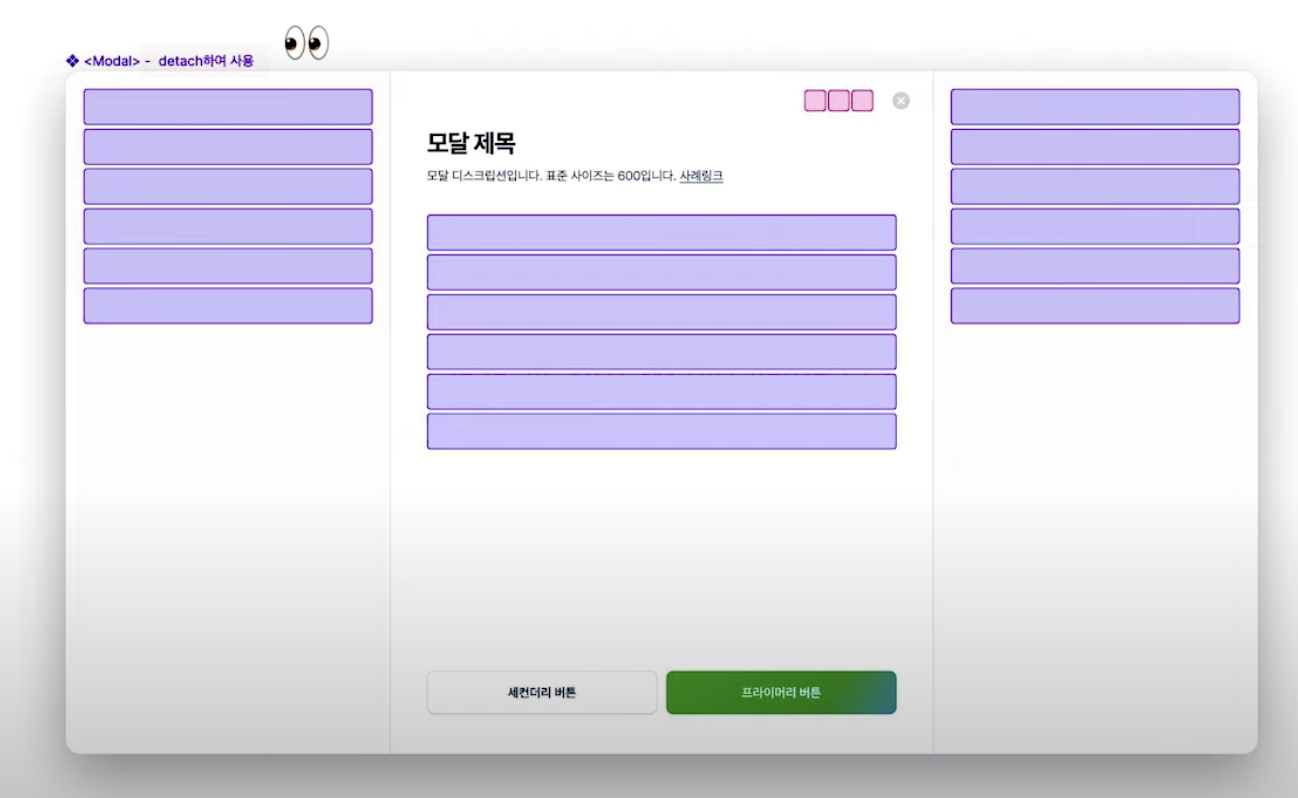 <Modal> - detach하여 사용
모달 제목
모달 디스크립션입니다. 표준 사이즈는 600입니다. 사례링크
세컨더리 버튼
프라이머리 버튼